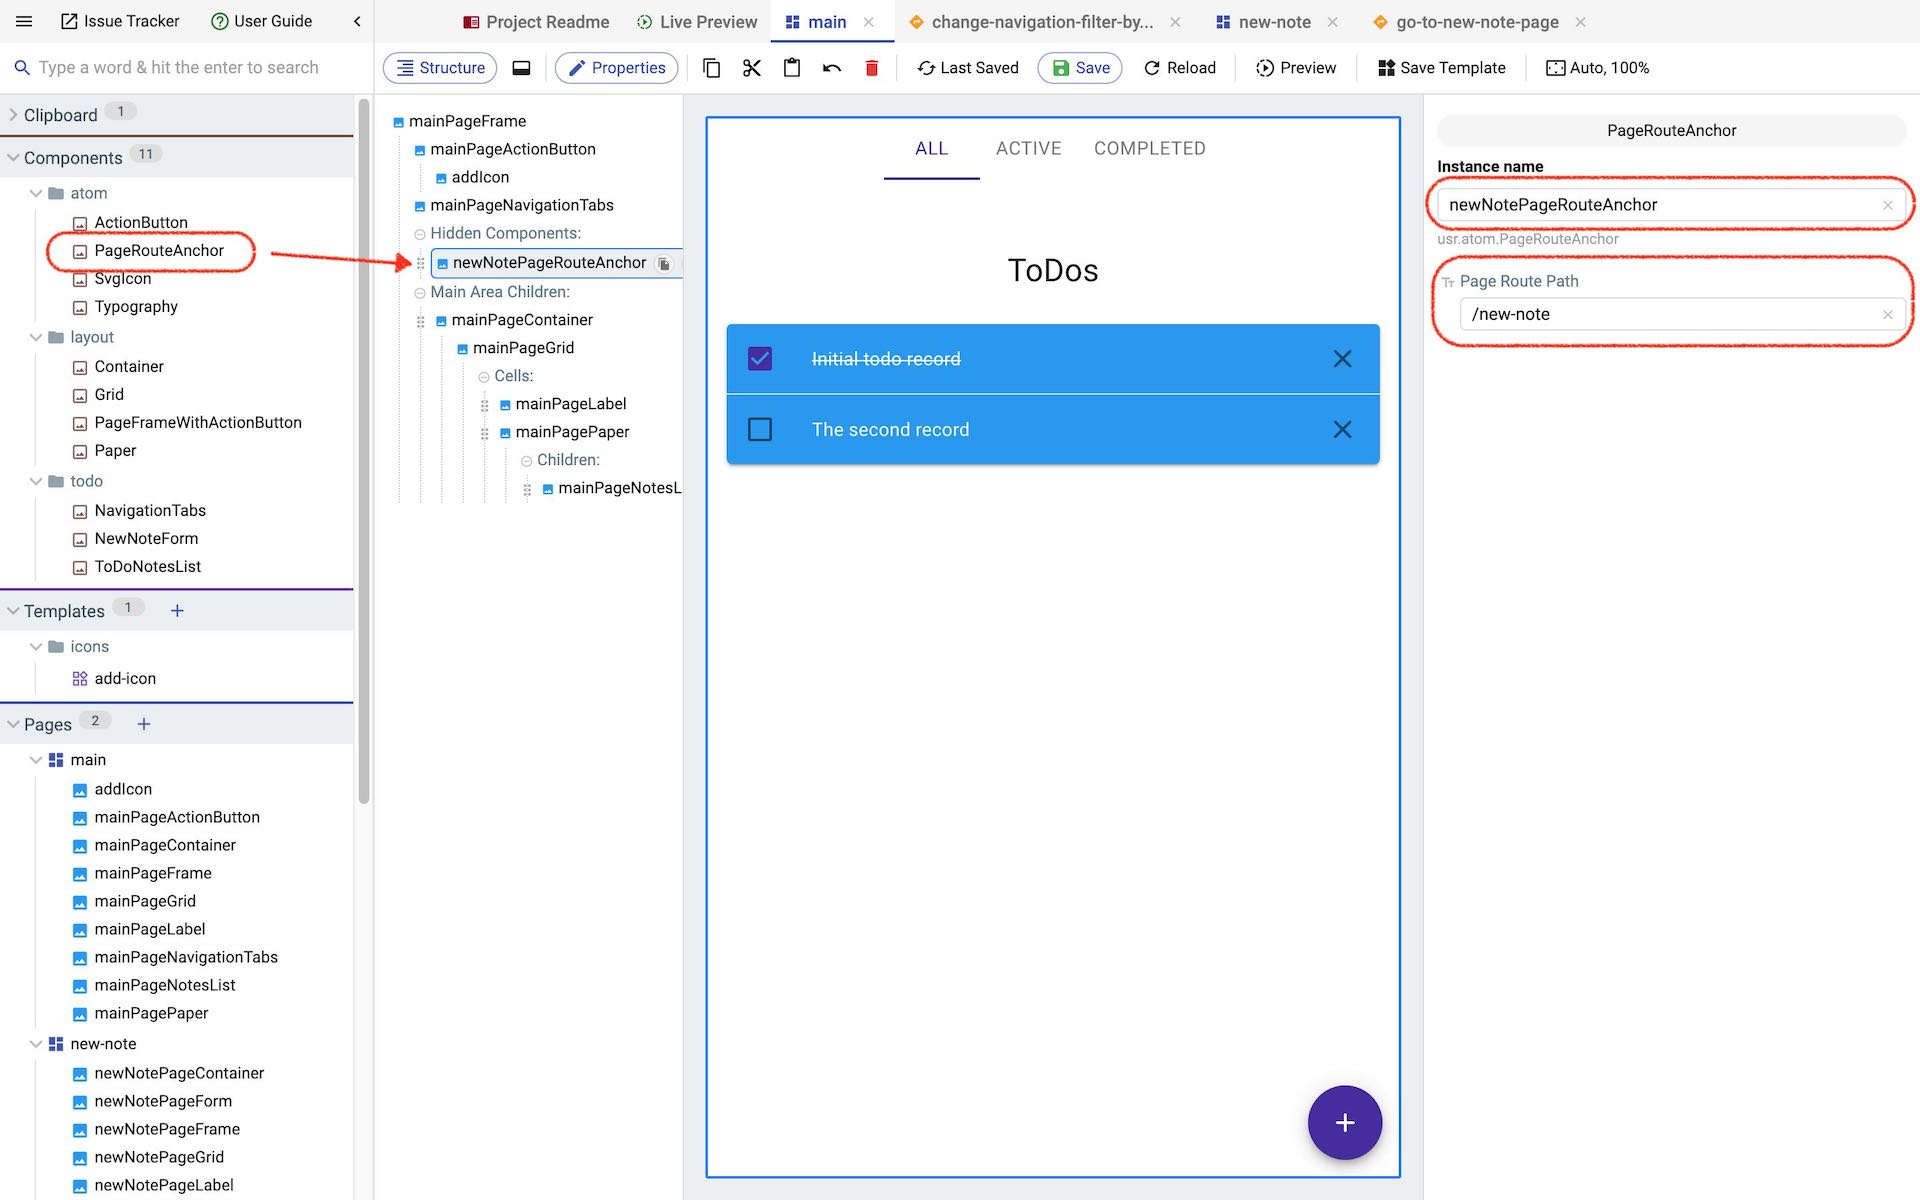 Issue Tracker
User Guide
Project Readme
Live Preview
main
change-navigation-filter-by...
new-note
go-to-new-note-page
Type a word & hit the enter to search
Structure
Properties
Last Saved
Save
Reload
Preview
Save Template
Auto, 100%
Clipboard 1
Components 11
atom
ActionButton
PageRouteAnchor
SvgIcon
Typography
layout
Container
Grid
PageFrameWithActionButton
Paper
todo
NavigationTabs
NewNoteForm
ToDoNotesList
Templates 1
icons
add-icon
Pages 2
main
addIcon
mainPageActionButton
mainPageContainer
mainPageFrame
mainPageGrid
mainPageLabel
mainPageNavigationTabs
mainPageNotesList
mainPagePaper
new-note
newNotePageContainer
newNotePageForm
newNotePageFrame
newNotePageGrid
newNotePageLabel
mainPageFrame
mainPageActionButton
addIcon
mainPageNavigationTabs
Hidden Components:
newNotePageRouteAnchor
Main Area Children:
mainPageContainer
mainPageGrid
Cells:
mainPageLabel
mainPagePaper
Children:
mainPageNotesL
ALL
ACTIVE
COMPLETED
ToDos
Initial todo record
The second record
PageRouteAnchor
Instance name
newNotePageRouteAnchor
usr.atom.PageRouteAnchor
Tт Page Route Path
/new-note